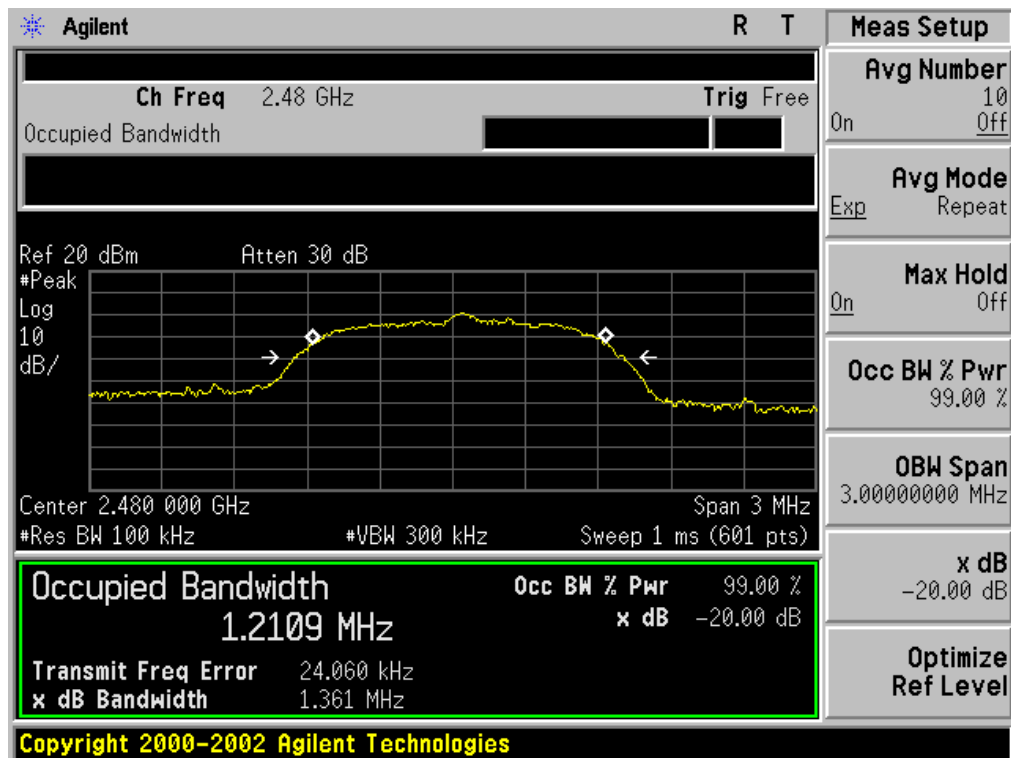 Agilent R T
Ch Freq 2.48 GHz Trig Free
Occupied Bandwidth
Ref 20 dBm Atten 30 dB
#Peak
Log
10
dB/
Center 2.480 000 GHz Span 3 MHz
#Res BW 100 kHz #VBW 300 kHz Sweep 1 ms (601 pts)
Occupied Bandwidth Occ BW % Pwr 99.00 %
1.2109 MHz x dB -20.00 dB
Transmit Freq Error 24.060 kHz
x dB Bandwidth 1.361 MHz
Copyright 2000-2002 Agilent Technologies
Meas Setup
Avg Number
10
On Off
Avg Mode
Exp Repeat
Max Hold
On Off
Occ BW % Pwr
99.00 %
OBW Span
3.00000000 MHz
x dB
-20.00 dB
Optimize
Ref Level